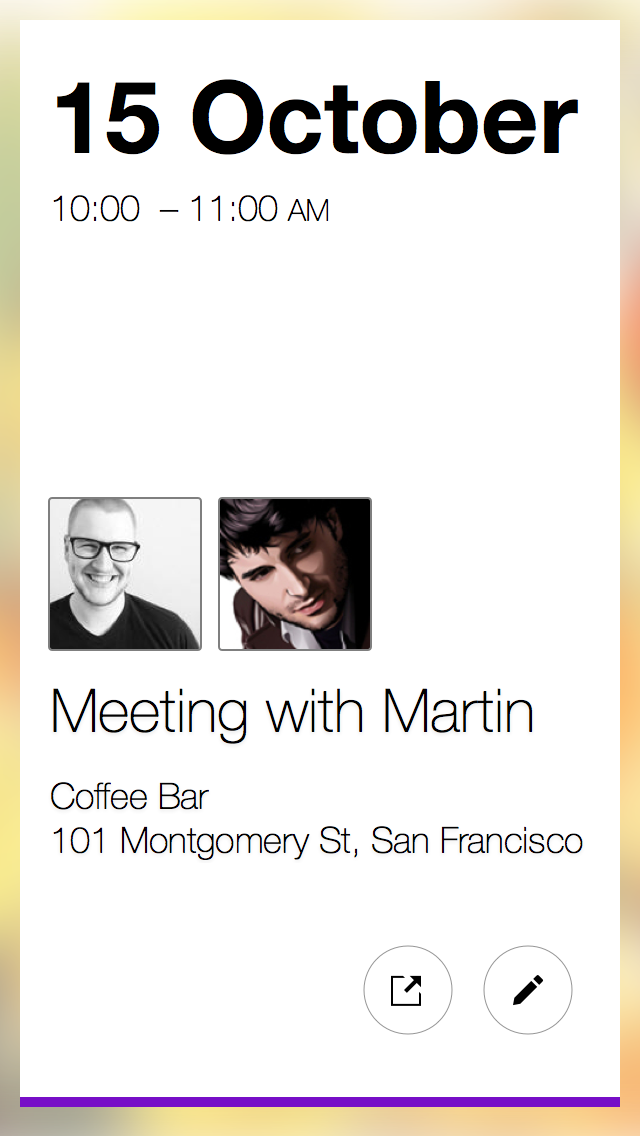 15 October
10:00 – 11:00 AM
Meeting with Martin
Coffee Bar
101 Montgomery St, San Francisco